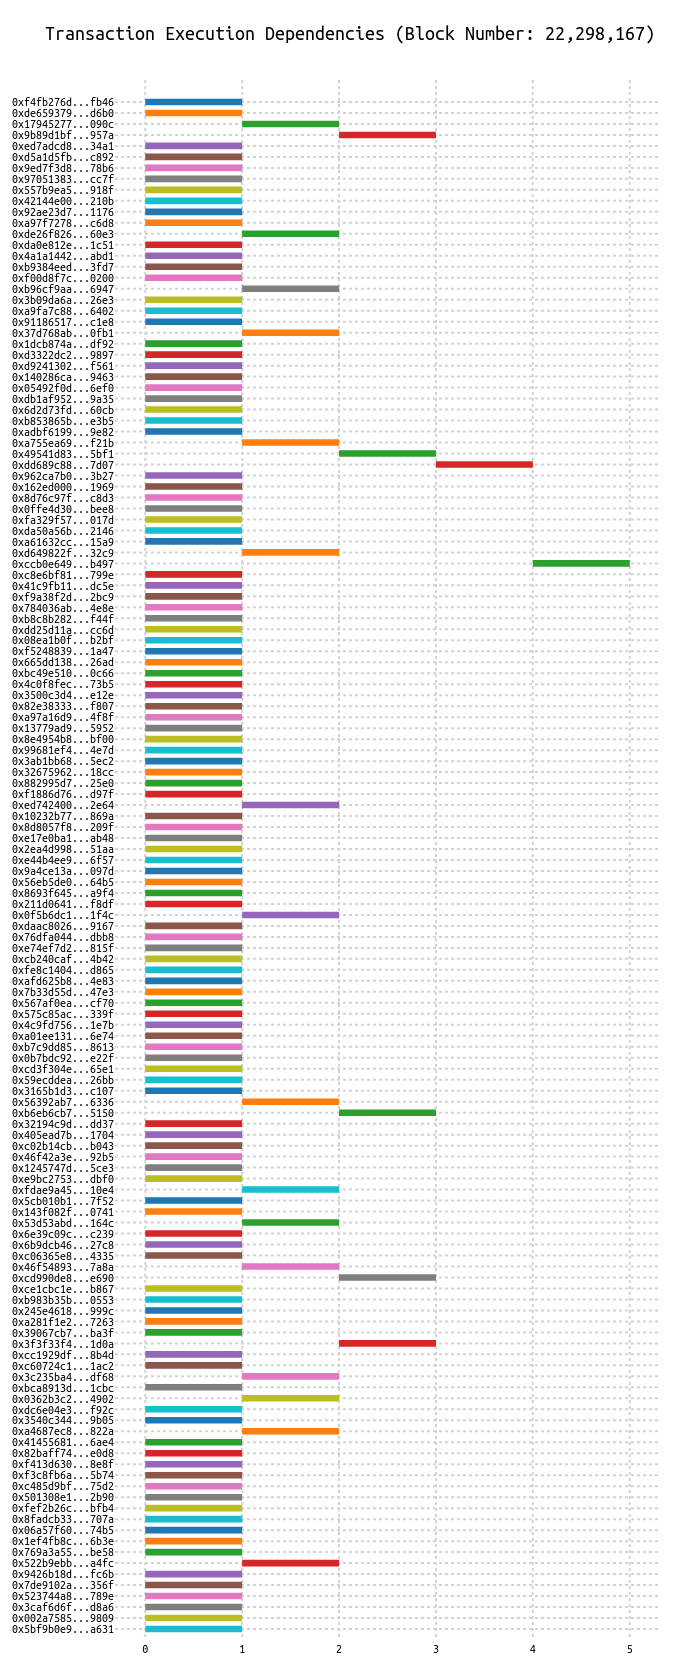 Transaction Execution Dependencies (Block Number: 22,298,167)
0xf4fb276d...fb46
0xde659379...d6b0
0x17945277...090c
0x9b89d1bf...957a
0xed7adcd8...34a1
0xd5a1d5fb...c892
0x9ed7f3d8...78b6
0x97051383...cc7f
0x557b9ea5...918f
0x42144e00...210b
0x92ae23d7...1176
0xa97f7278...c6d8
0xde26f826...60e3
0xda0e812e...1c51
0x4a1a1442...abd1
0xb9384eed...3fd7
0xf00d8f7c...0200
0xb96cf9aa...6947
0x3b09da6a...26e3
0xa9fa7c88...6402
0x91186517...c1e8
0x37d768ab...0fb1
0x1dcb874a...df92
0xd3322dc2...9897
0xd9241302...f561
0x140286ca...9463
0x05492f0d...6ef0
0xdb1af952...9a35
0x6d2d73fd...60cb
0xb853865b...e3b5
0xadbf6199...9e82
0xa755ea69...f21b
0x49541d83...5bf1
0xdd689c88...7d07
0x962ca7b0...3b27
0x162ed000...1969
0x8d76c97f...c8d3
0x0ffe4d30...bee8
0xfa329f57...017d
0xda50a56b...2146
0xa61632cc...15a9
0xd649822f...32c9
0xccb0e649...b497
0xc8e6bf81...799e
0x41c9fb11...dc5e
0xf9a38f2d...2bc9
0x784036ab...4e8e
0xb8c8b282...f44f
0xdd25d11a...cc6d
0x08ea1b0f...b2bf
0xf5248839...1a47
0x665dd138...26ad
0xbc49e510...0c66
0x4c0f8fec...73b5
0x3500c3d4...e12e
0x82e38333...f807
0xa97a16d9...4f8f
0x13779ad9...5952
0x8e4954b8...bf00
0x99681ef4...4e7d
0x3ab1bb68...5ec2
0x32675962...18cc
0x882995d7...25e0
0xf1886d76...d97f
0xed742400...2e64
0x10232b77...869a
0x8d8057f8...209f
0xe17e0ba1...ab48
0x2ea4d998...51aa
0xe44b4ee9...6f57
0x9a4ce13a...097d
0x56eb5de0...64b5
0x8693f645...a9f4
0x211d0641...f8df
0x0f5b6dc1...1f4c
0xdaac8026...9167
0x76dfa044...dbb8
0xe74ef7d2...815f
0xcb240caf...4b42
0xfe8c1404...d865
0xafd625b8...4e83
0x7b33d55d...47e3
0x567af0ea...cf70
0x575c85ac...339f
0x4c9fd756...1e7b
0xa01ee131...6e74
0xb7c9dd85...8613
0x0b7bdc92...e22f
0xcd3f304e...65e1
0x59ecddea...26bb
0x3165b1d3...c107
0x56392ab7...6336
0xb6eb6cb7...5150
0x32194c9d...dd37
0x405ead7b...1704
0xc02b14cb...b043
0x46f42a3e...92b5
0x1245747d...5ce3
0xe9bc2753...dbf0
0xfdae9a45...10e4
0x5cb010b1...7f52
0x143f082f...0741
0x53d53abd...164c
0x6e39c09c...c239
0x6b9dcb46...27c8
0xc06365e8...4335
0x46f54893...7a8a
0xcd990de8...e690
0xce1cbc1e...b867
0xb983b35b...0553
0x245e4618...999c
0xa281f1e2...7263
0x39067cb7...ba3f
0x3f3f33f4...1d0a
0xcc1929df...8b4d
0xc60724c1...1ac2
0x3c235ba4...df68
0xbca8913d...1cbc
0x0362b3c2...4902
0xdc6e04e3...f92c
0x3540c344...9b05
0xa4687ec8...822a
0x41455681...6ae4
0x82baff74...e0d8
0xf413d630...8e8f
0xf3c8fb6a...5b74
0xc485d9bf...75d2
0x501308e1...2b90
0xfef2b26c...bfb4
0x8fadcb33...707a
0x06a57f60...74b5
0x1ef4fb8c...6b3e
0x769a3a55...be58
0x522b9ebb...a4fc
0x9426b18d...fc6b
0x7de9102a...356f
0x523744a8...789e
0x3caf6d6f...d8a6
0x002a7585...9809
0x5bf9b0e9...a631
0 1 2 3 4 5